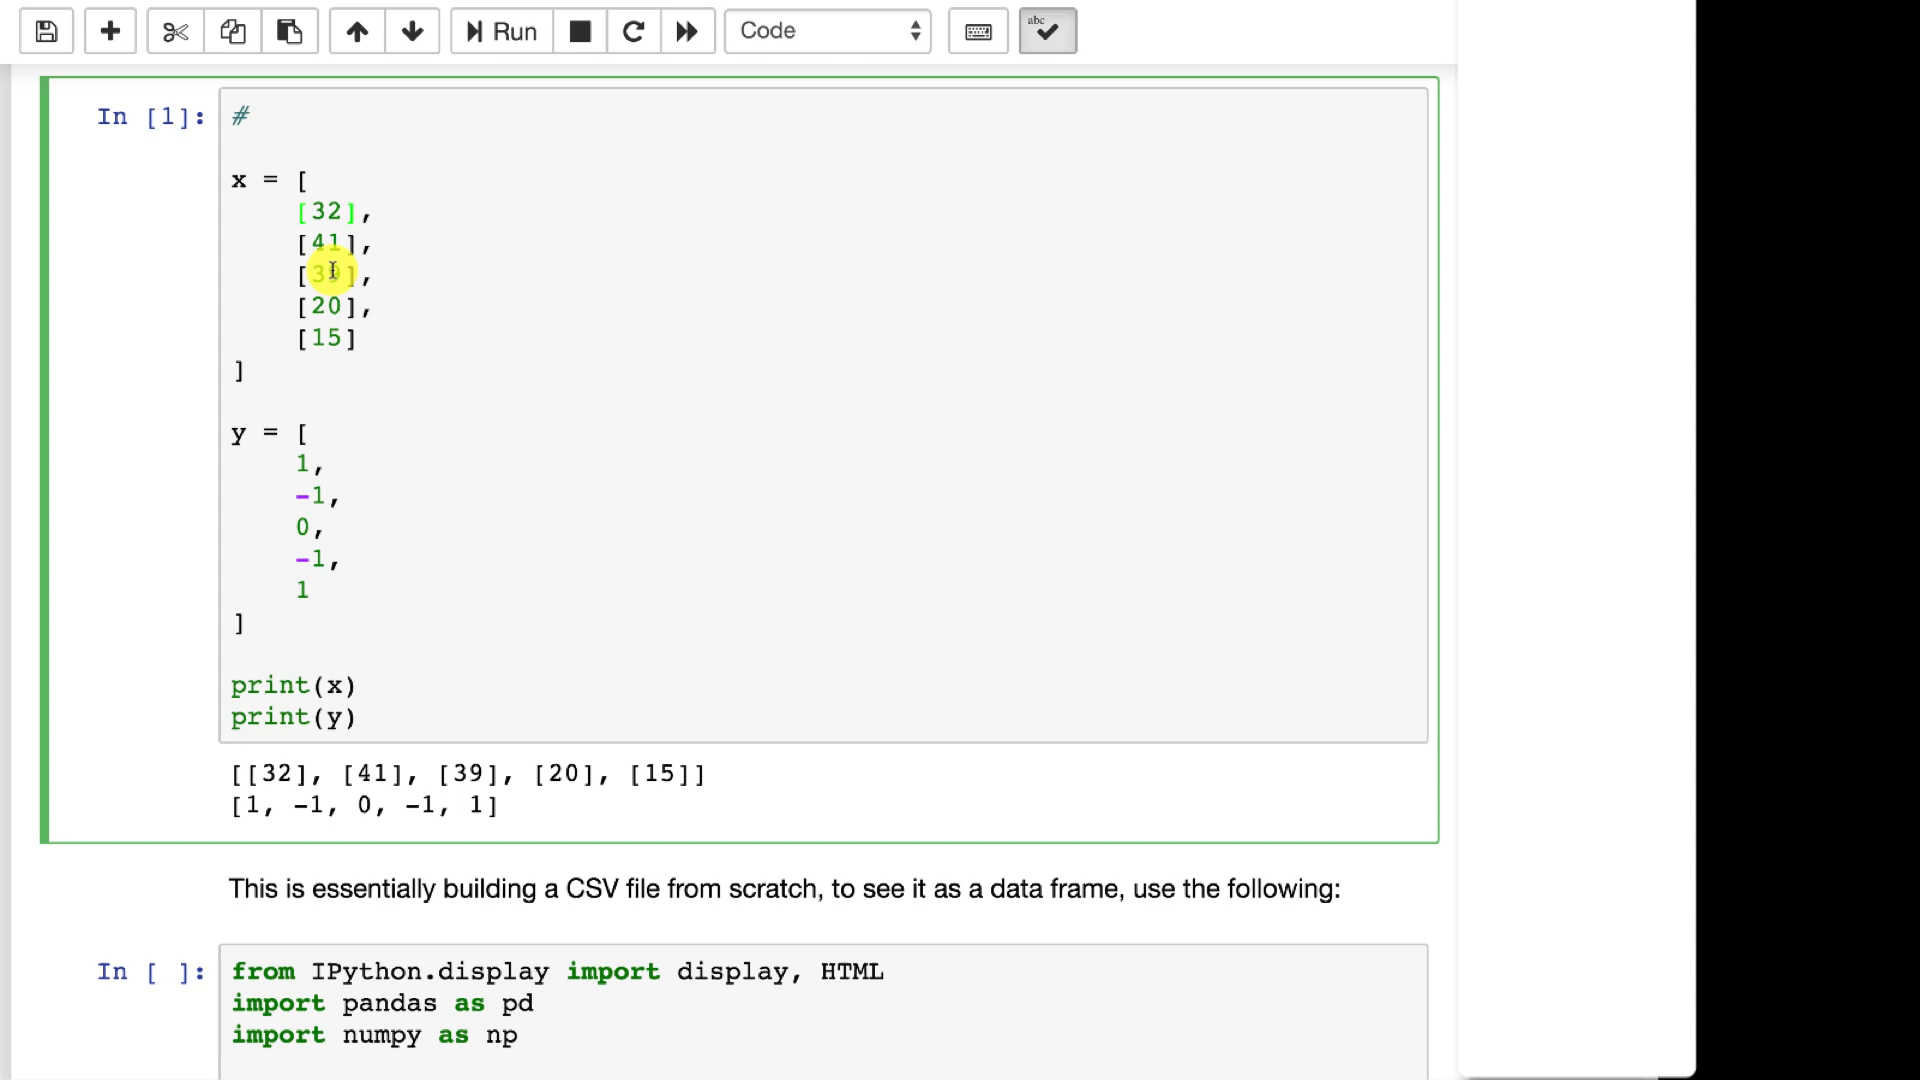 Run Code abc
In [1]: #
x = [
[32],
[41],
[39],
[20],
[15]
]
y = [
1,
-1,
0,
-1,
1
]
print(x)
print(y)
[[32], [41], [39], [20], [15]]
[1, -1, 0, -1, 1]
This is essentially building a CSV file from scratch, to see it as a data frame, use the following:
In [ ]: from IPython.display import display, HTML
import pandas as pd
import numpy as np